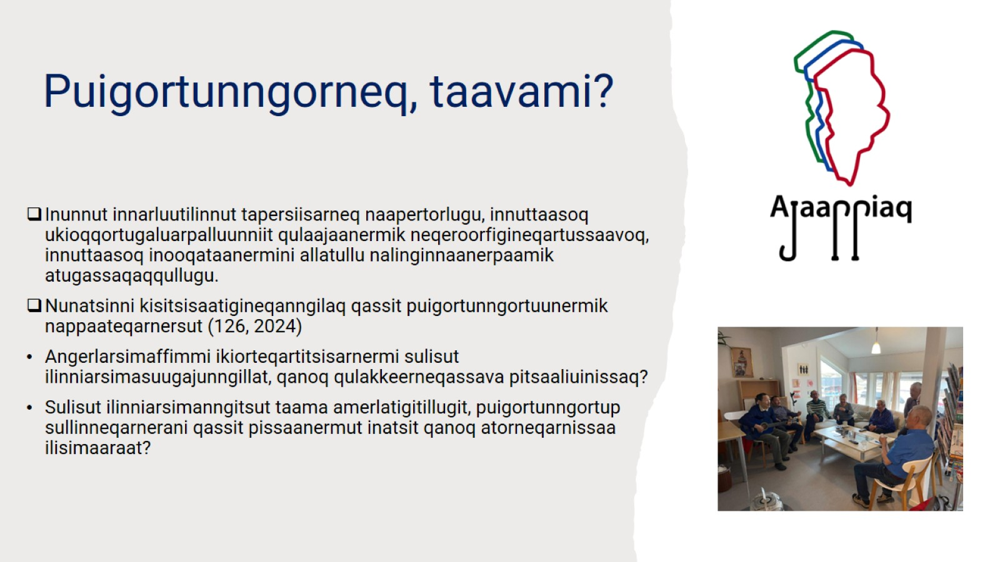 Puigortunngorneq, taavami?
Inunnut innarluutilinnut tapersiisarneq naapertorlugu, innuttaasoq
ukioqqortugaluarpalluunniit qulaajaanermik neqeroorfigineqartussaavoq,
innuttaasoq inooqataanermini allatullu nalinginnaanerpaamik
atugassaqaqqullugu.
Nunatsinni kisitsisaatigineqanngilaq qassit puigortunngortuunermik
nappaateqarnersut (126, 2024)
• Angerlarsimaffimmi ikiorteqartitsisarnermi sulisut
ilinniarsimasuugajunngillat, qanoq qulakkeerneqassava pitsaaliuinissaq?
• Sulisut ilinniarsimanngitsut taama amerlatigitillugit, puigortunngortup
sullinneqarnerani qassit pissaanermut inatsit qanoq atorneqarnissaa
ilisimaaraat?
Ajaappiaq